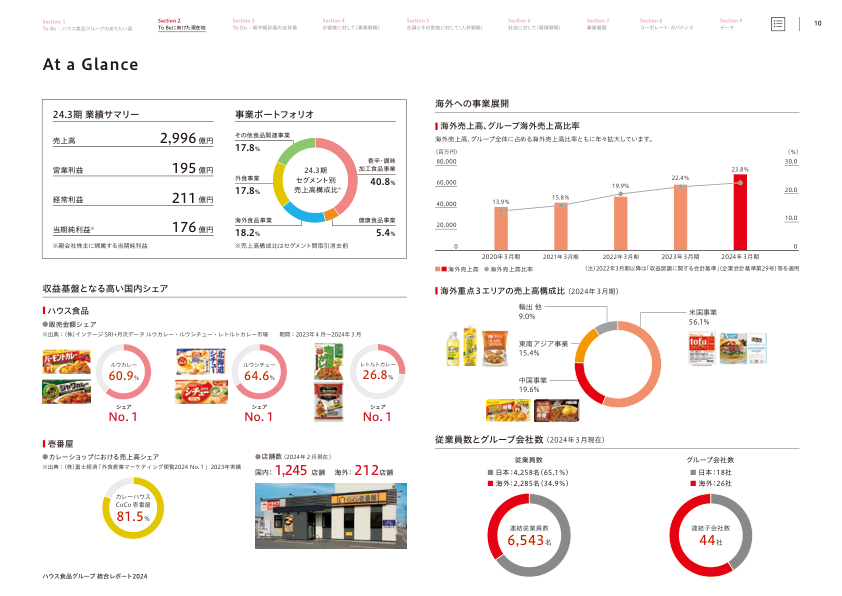 Section 1
To Be －ハウス食品グループのありたい姿
Section 2
To Beに向けた現在地
Section 3
To Do －新中期計画の全体像
Section 4
お客様に対して(事業戦略)
Section 5
社員とその家族に対して(人材戦略)
Section 6
社会に対して(環境戦略)
Section 7
事業基盤
Section 8
コーポレート・ガバナンス
Section 9
データ
10
At a Glance
24.3期 業績サマリー
売上高 2,996 億円
営業利益 195 億円
経常利益 211 億円
当期純利益※ 176 億円
※親会社株主に帰属する当期純利益
事業ポートフォリオ
その他食品関連事業
17.8%
外食事業
17.8%
海外食品事業
18.2%
香辛・調味
加工食品事業
40.8%
健康食品事業
5.4%
24.3期
セグメント別
売上高構成比※
※売上高構成比はセグメント間取引消去前
収益基盤となる高い国内シェア
ハウス食品
●販売金額シェア
※出典：(株)インテージ SRI+月次データ ルウカレー・ルウシチュー・レトルトカレー市場　期間：2023年4月～2024年3月
バーモントカレー
ジャワカレー
ルウカレー
60.9%
シェア
No. 1
北海道
シチュー
ルウシチュー
64.6%
シェア
No. 1
レトルトカレー
26.8%
シェア
No. 1
壱番屋
●カレーショップにおける売上高シェア
※出典：(株)富士経済「外食産業マーケティング便覧2024 No. 1」 2023年実績
カレーハウス
CoCo 壱番屋
81.5%
●店舗数 (2024年2月現在)
国内：1,245 店舗 海外：212店舗
CoCo壱番屋
海外への事業展開
海外売上高、グループ海外売上高比率
海外売上高、グループ全体に占める海外売上高比率ともに年々拡大しています。
(百万円)
80,000
60,000
40,000
20,000
0
(％)
30.0
20.0
10.0
0
13.9%
15.8%
19.9%
22.4%
23.8%
2020年3月期
2021年3月期
2022年3月期
2023年3月期
2024年3月期
海外売上高 海外売上高比率
(注)2022年3月期以降は「収益認識に関する会計基準」(企業会計基準第29号)等を適用
海外重点3エリアの売上高構成比 (2024年3月期)
輸出 他
9.0%
東南アジア事業
15.4%
中国事業
19.6%
米国事業
56.1%
tofu
従業員数とグループ会社数 (2024年3月現在)
従業員数
日本：4,258名(65.1%)
海外：2,285名(34.9%)
連結従業員数
6,543名
グループ会社数
日本：18社
海外：26社
連結子会社数
44社
ハウス食品グループ 統合レポート2024